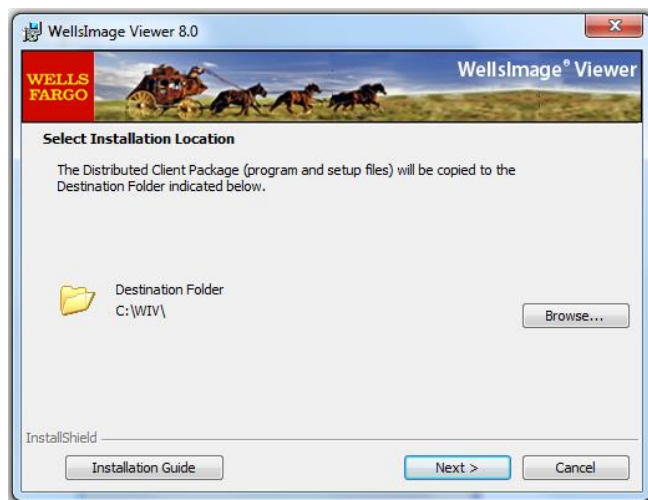 WellsImage Viewer 8.0
WELLS
FARGO
WellsImage® Viewer
Select Installation Location
The Distributed Client Package (program and setup files) will be copied to the
Destination Folder indicated below.
Destination Folder
C:\WIV\
Browse...
InstallShield
Installation Guide
Next >
Cancel